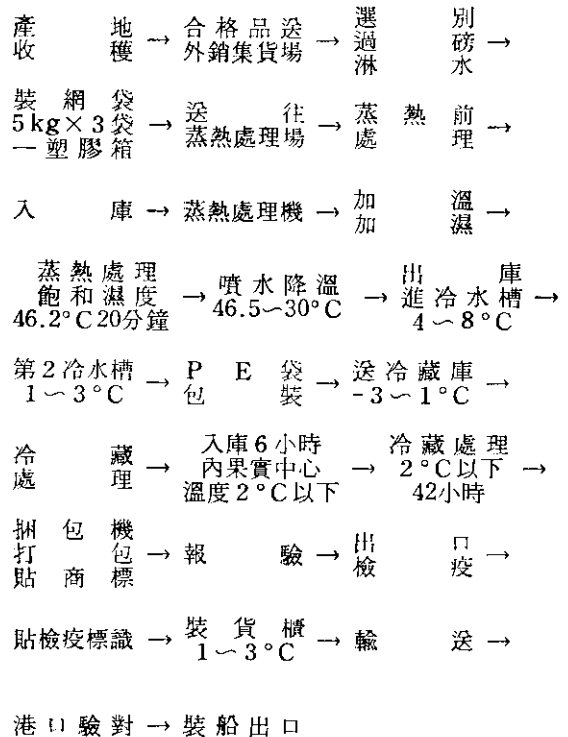 產地 → 合格品送 → 選別 →
收穫 外銷集貨場 過磅
淋水
裝網袋 → 送往 → 蒸熱前 →
5kg×3袋 蒸熱處理場 處理
一塑膠箱
入庫 → 蒸熱處理機 → 加溫 →
加濕
蒸熱處理 → 噴水降溫 → 出庫 →
飽和濕度 46.5～30°C 進冷水槽
46.2°C20分鐘 4～8°C
第2冷水槽 → PE袋 → 送冷藏庫 →
1～3°C 包裝 -3～1°C
冷藏 → 入庫6小時 → 冷藏處理 →
處理 內果實中心 2°C以下
溫度2°C以下 42小時
捆包機 → 報驗 → 出口 →
打包 檢疫
貼商標
貼檢疫標識 → 裝貨櫃 → 輸送 →
1～3°C
港口驗對 → 裝船出口